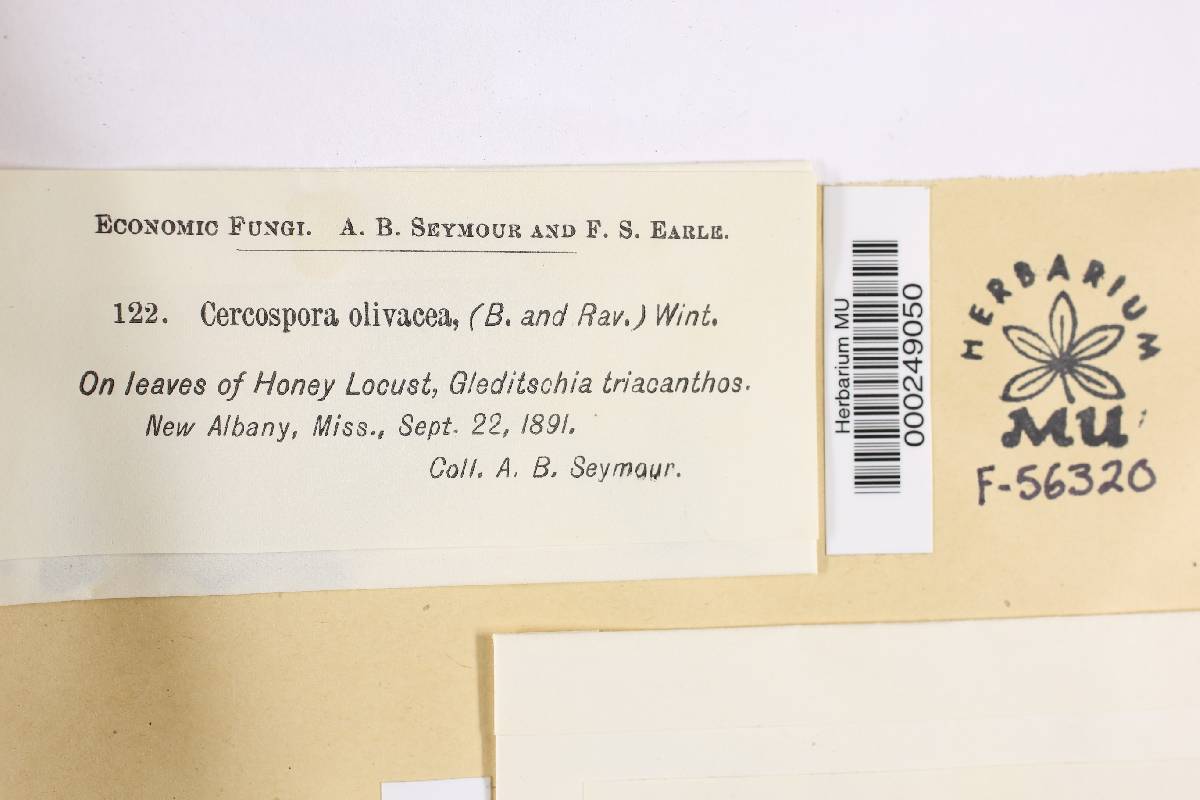 ECONOMIC FUNGI. A. B. SEYMOUR AND F. S. EARLE.
122. Cercospora olivacea, (B. and Rav.) Wint.
On leaves of Honey Locust, Gleditschia triacanthos.
New Albany, Miss., Sept. 22, 1891.
Coll. A. B. Seymour.
Herbarium MU
000249050
HERBARIUM
MU
F-56320